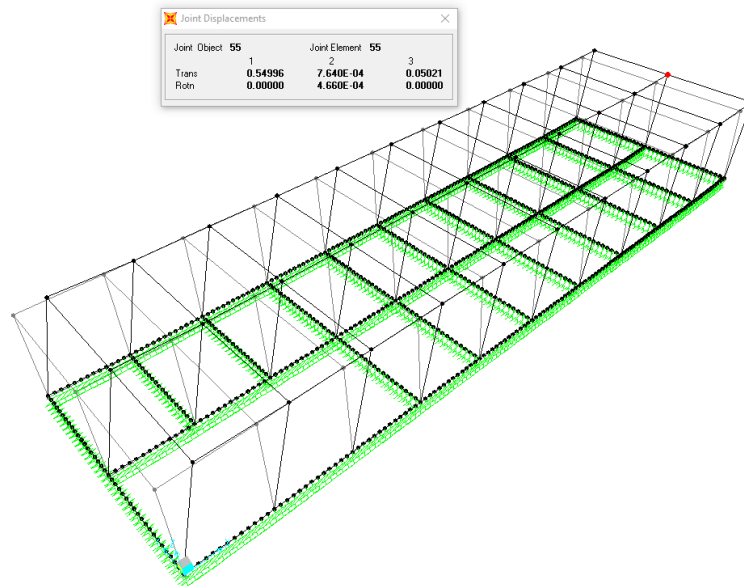 Joint Displacements
Joint Object 55 Joint Element 55
1 2 3
Trans 0.54996 7.640E-04 0.05021
Rotn 0.00000 4.660E-04 0.00000